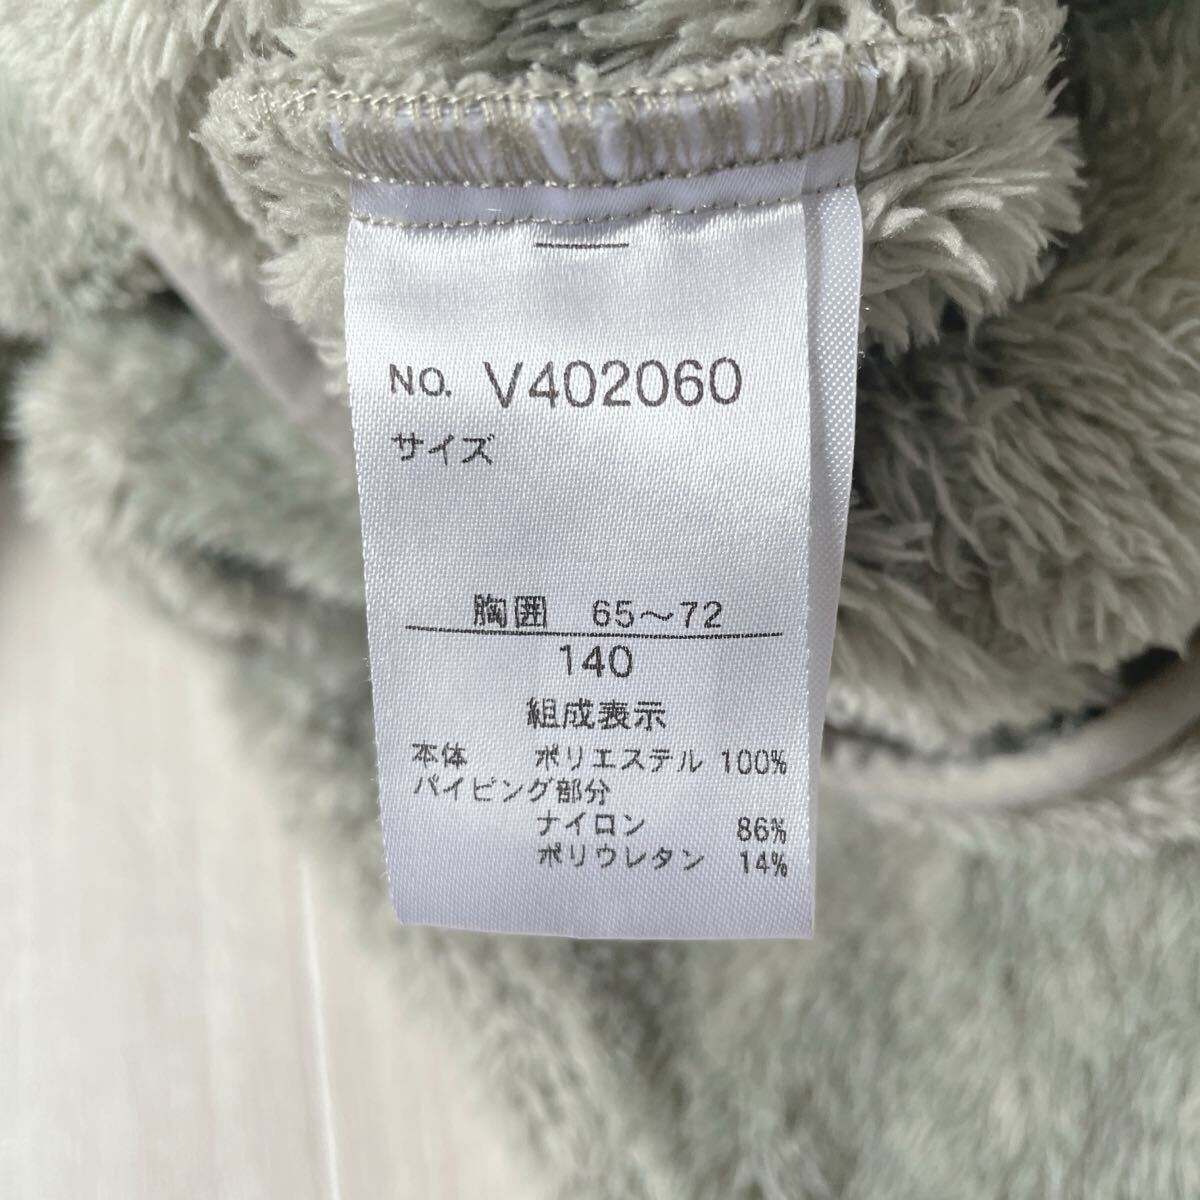 NO. V402060
サイズ
胸囲 65～72
140
組成表示
本体 ポリエステル 100%
パイピング部分
ナイロン 86%
ポリウレタン 14%